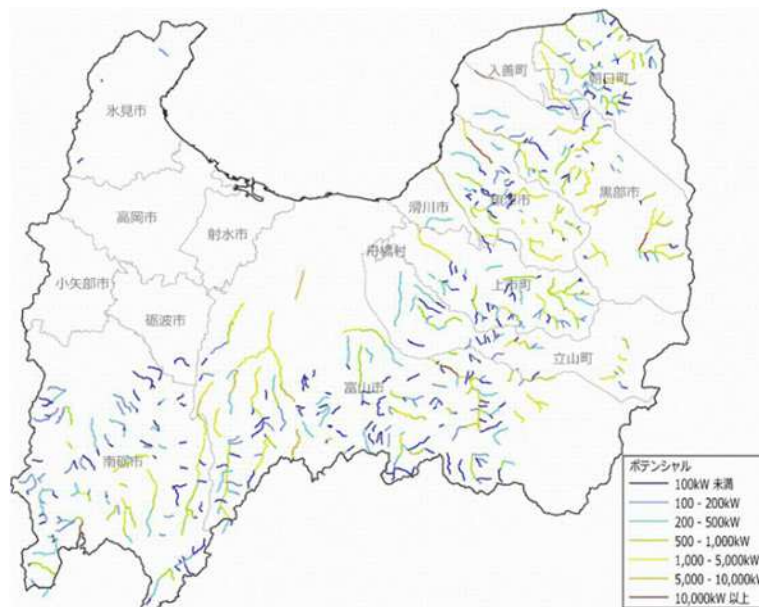 入善町
朝日町
氷見市
黒部市
魚津市
滑川市
高岡市
射水市
舟橋村
小矢部市
上市町
砺波市
立山町
富山市
南砺市
ポテンシャル
100kW 未満
100 - 200kW
200 - 500kW
500 - 1,000kW
1,000 - 5,000kW
5,000 - 10,000kW
10,000kW 以上